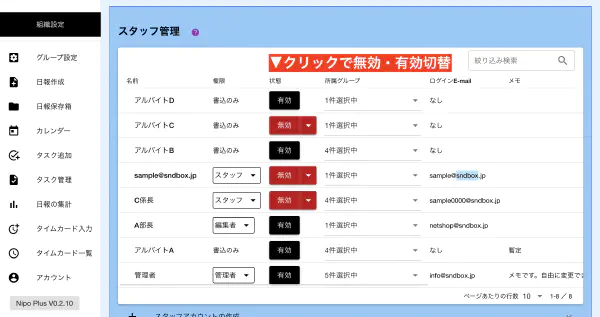 組織設定
グループ設定
日報作成
日報保存箱
カレンダー
タスク追加
タスク管理
日報の集計
タイムカード入力
タイムカード一覧
アカウント
Nipo Plus V0.2.10
スタッフ管理
▼クリックで無効・有効切替
絞り込み検索
名前 権限 状態 所属グループ ログインE-mail メモ
アルバイトD 書込のみ 有効 1件選択中 なし
アルバイトC 書込のみ 無効 1件選択中 なし
アルバイトB 書込のみ 有効 4件選択中 なし
sample@sndbox.jp スタッフ 無効 1件選択中 sample@sndbox.jp
C係長 スタッフ 無効 4件選択中 sample0000@sndbox.jp
A部長 編集者 有効 1件選択中 netshop@sndbox.jp
アルバイトA 書込のみ 有効 4件選択中 なし 暫定
管理者 管理者 有効 5件選択中 info@sndbox.jp メモです。自由に変更でき
ページあたりの行数 10 1-8 / 8
スタッフアカウントの作成